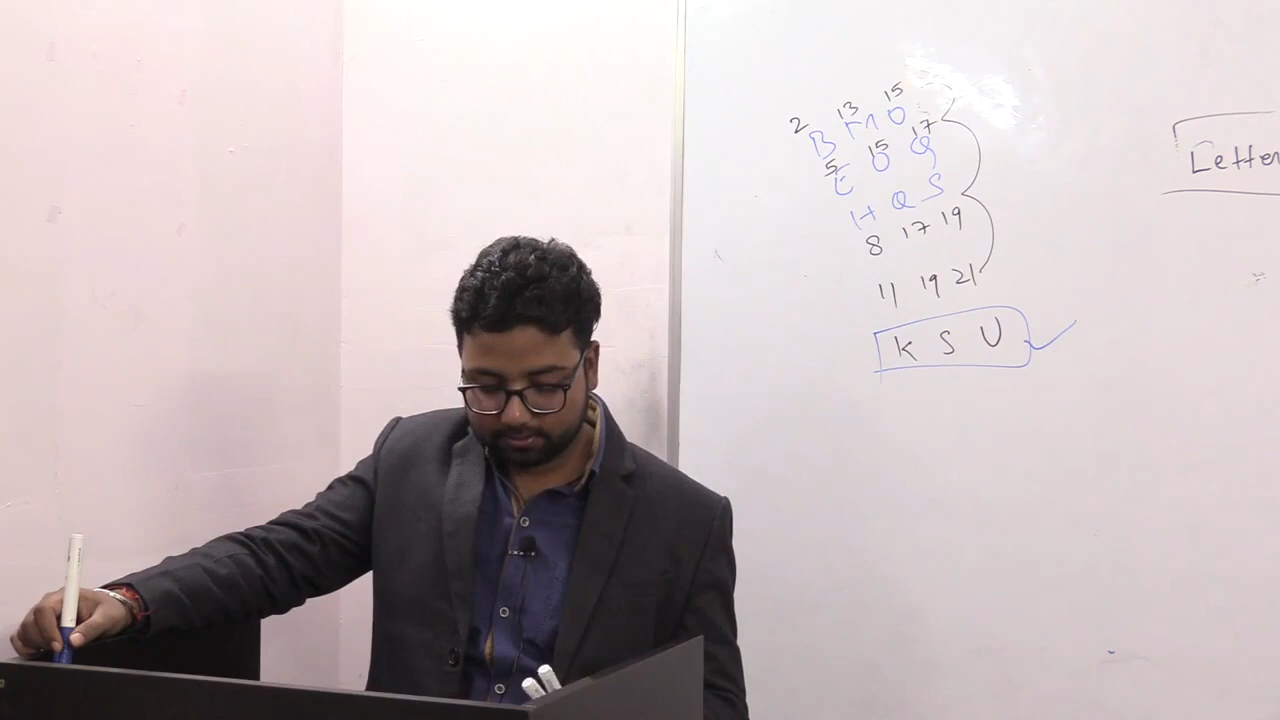 2 13 15
B M O
5 15 17
E O Q
H Q S
8 17 19
11 19 21
K S U
Letter